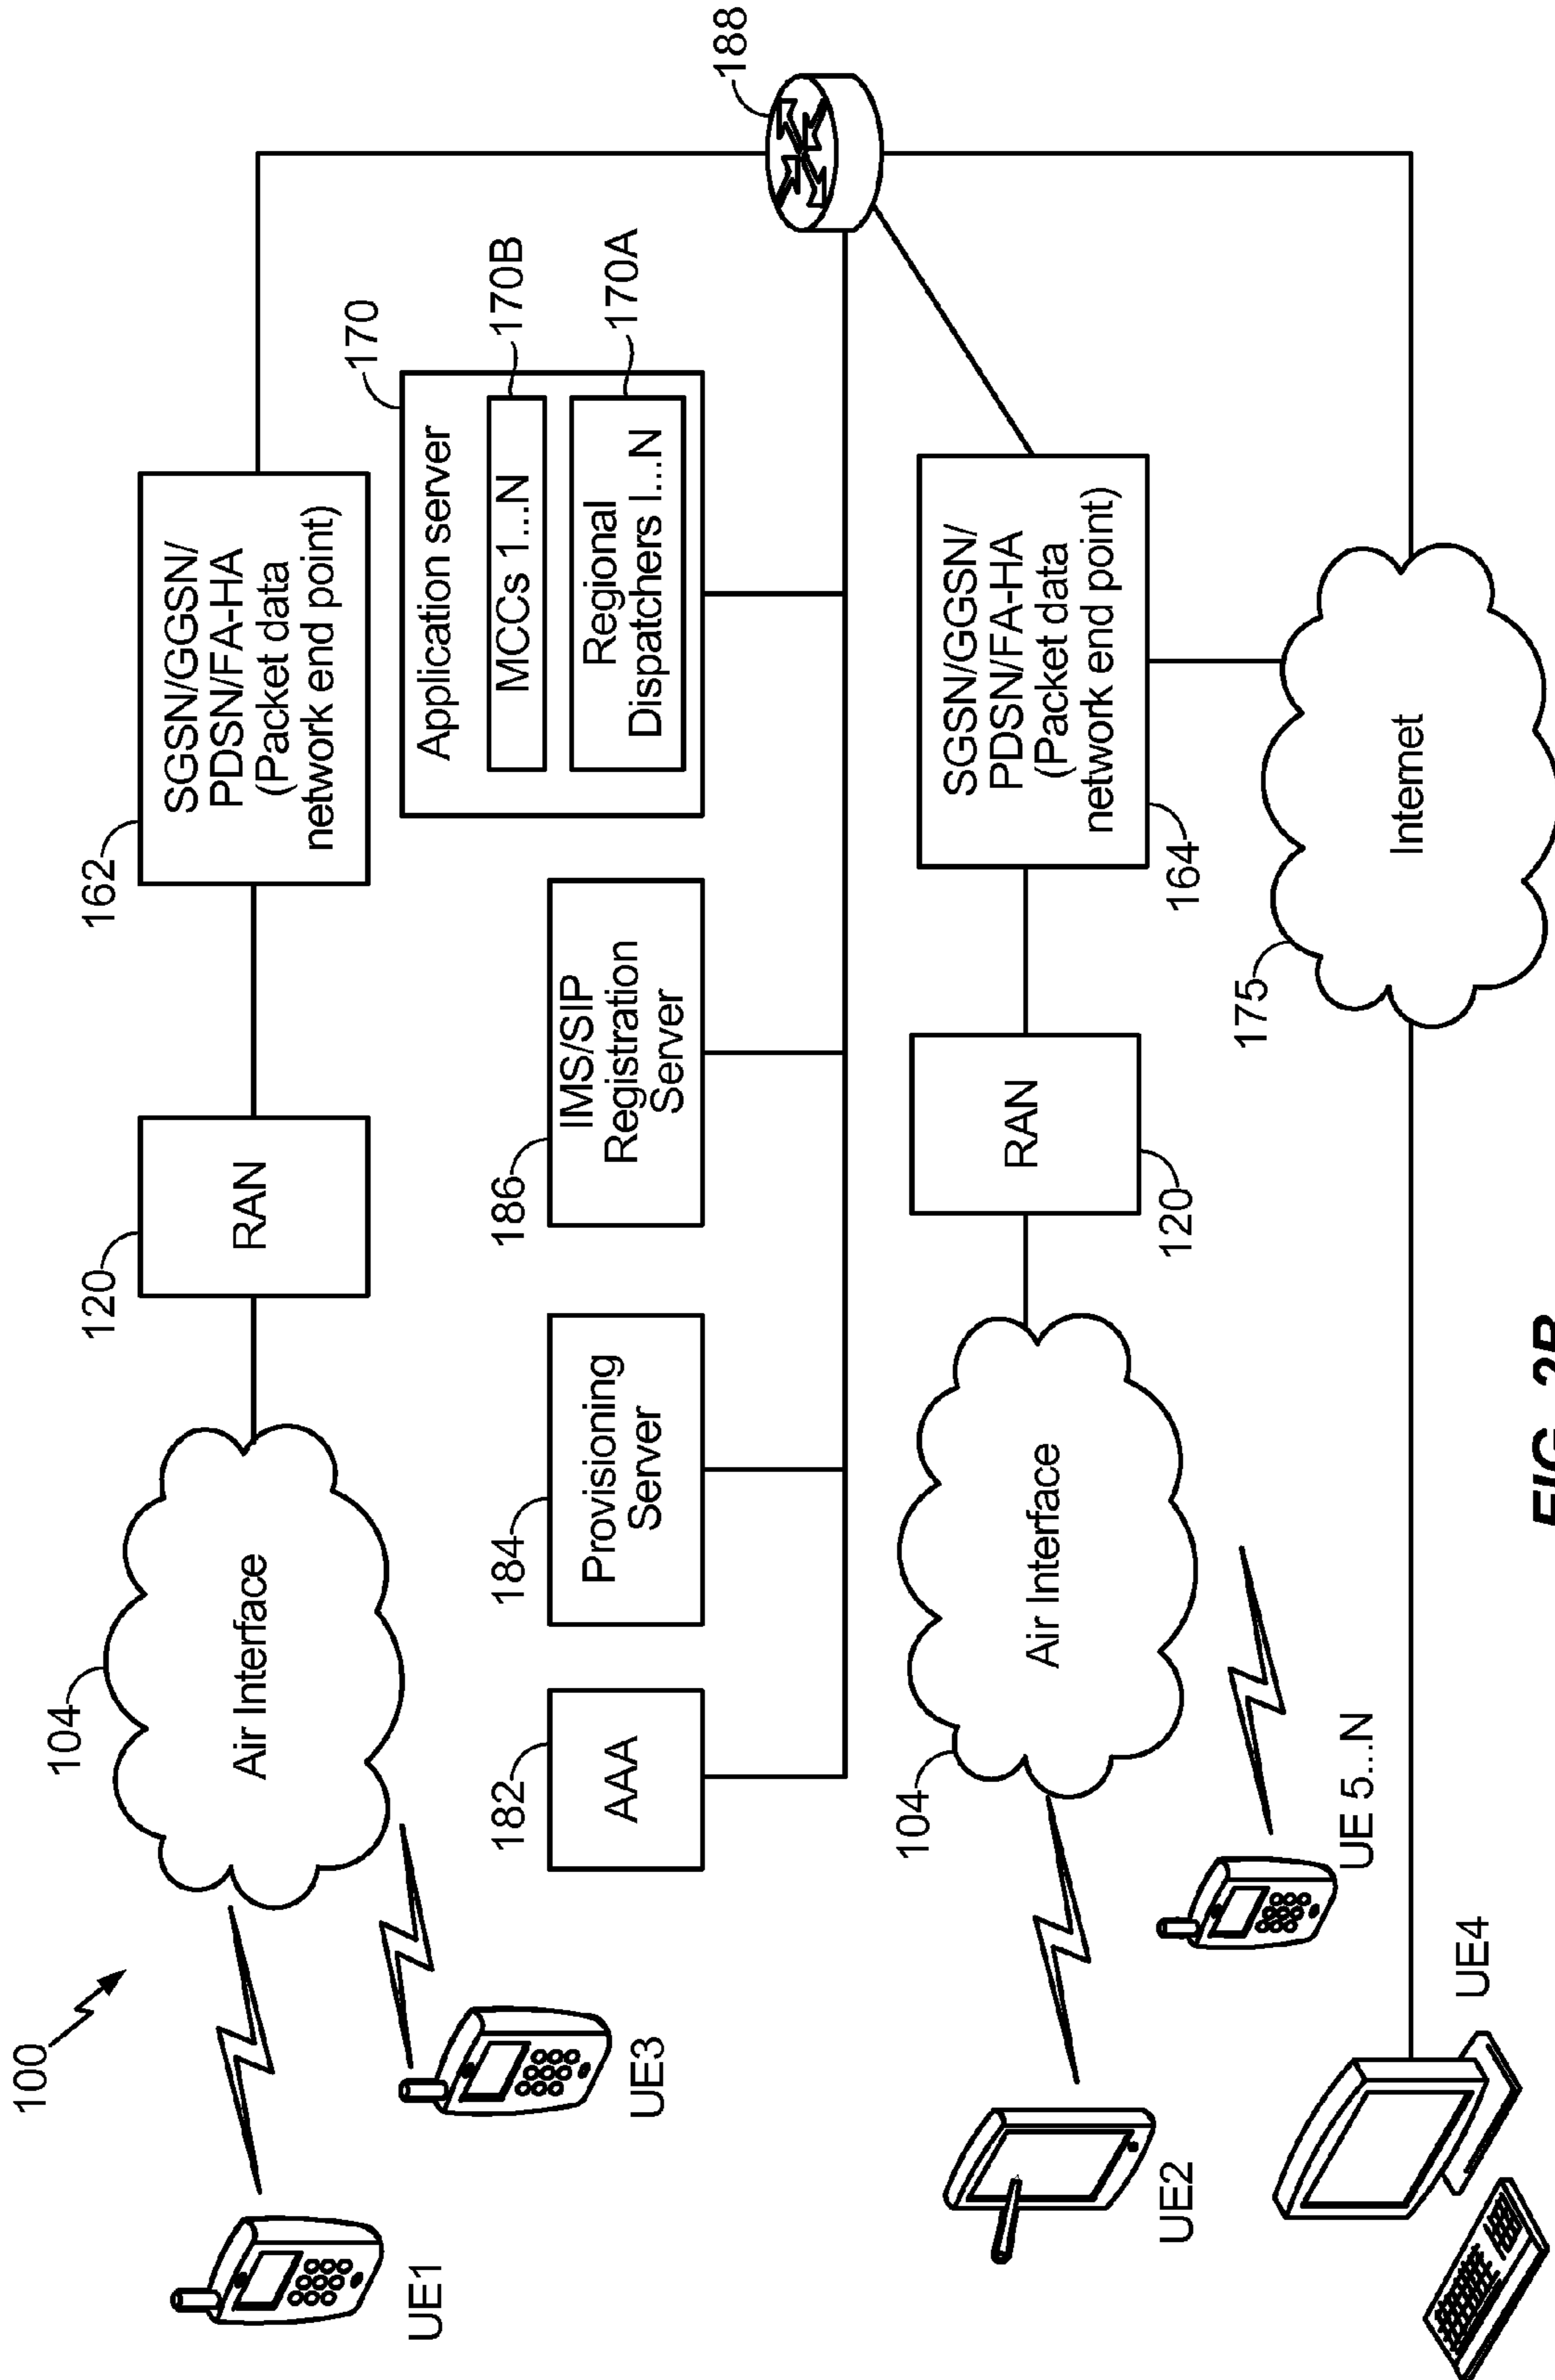 100
UE1
UE3
104
Air Interface
120
RAN
162
SGSN/GGSN/
PDSN/FA-HA
(Packet data
network end point)
182
AAA
184
Provisioning
Server
186
IMS/SIP
Registration
Server
170
Application server
MCCs 1...N
170B
Regional
Dispatchers I...N
170A
188
UE2
104
Air Interface
UE 5...N
120
RAN
164
SGSN/GGSN/
PDSN/FA-HA
(Packet data
network end point)
UE4
175
Internet